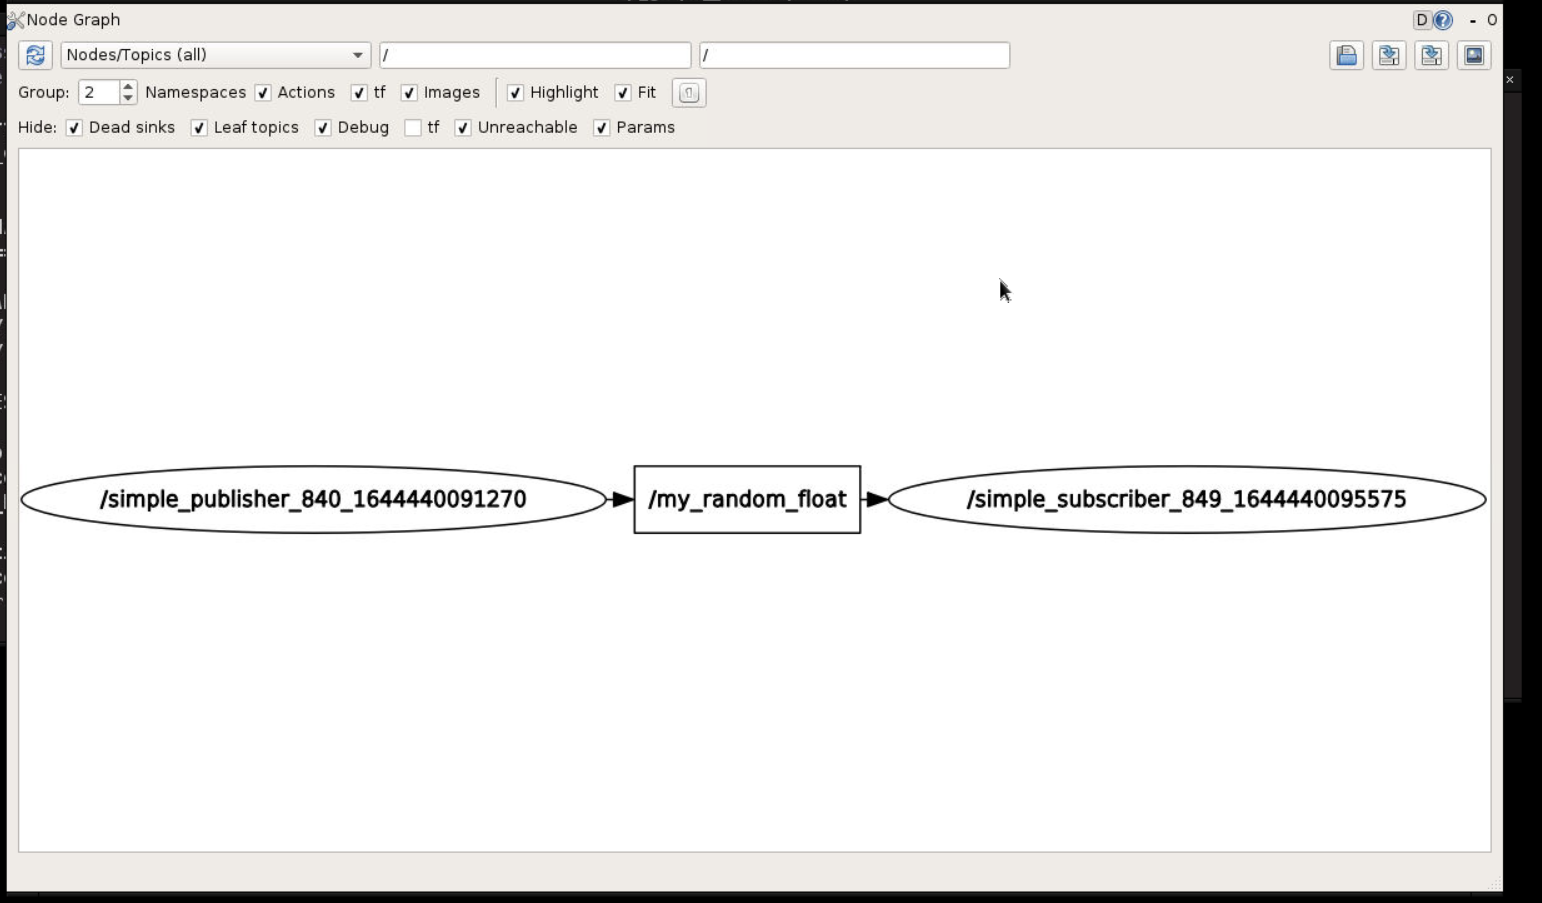 Node Graph
D ? - O
Nodes/Topics (all) / /
Group: 2 Namespaces Actions tf Images Highlight Fit
Hide: Dead sinks Leaf topics Debug tf Unreachable Params
/simple_publisher_840_1644440091270 /my_random_float /simple_subscriber_849_1644440095575